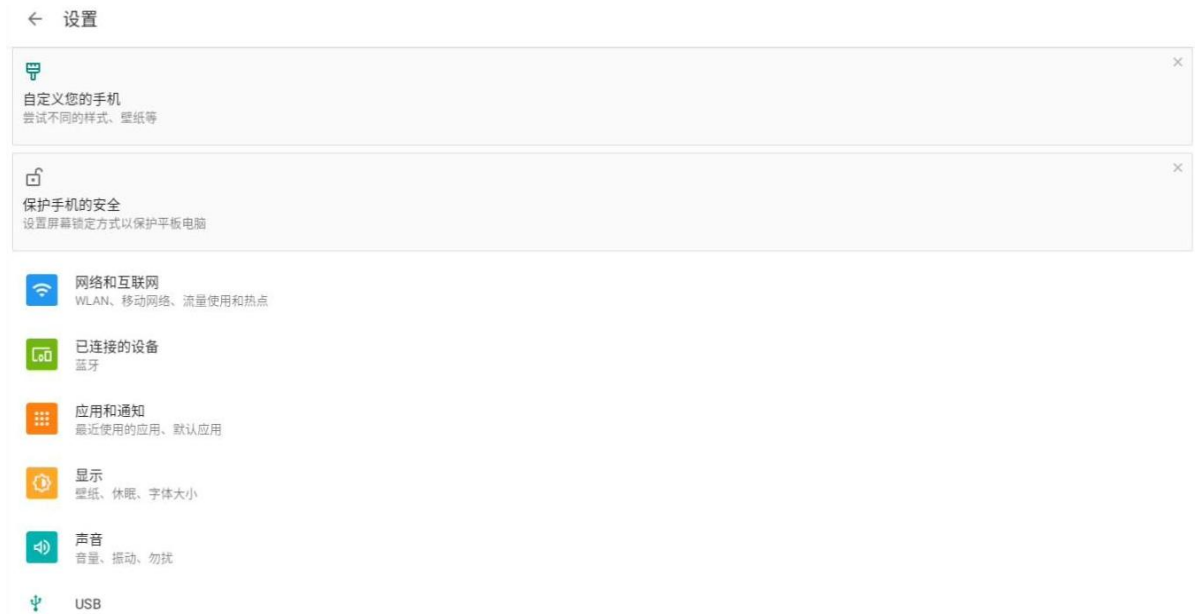 设置
自定义您的手机
尝试不同的样式、壁纸等
保护手机的安全
设置屏幕锁定方式以保护平板电脑
网络和互联网
WLAN、移动网络、流量使用和热点
已连接的设备
蓝牙
应用和通知
最近使用的应用、默认应用
显示
壁纸、休眠、字体大小
声音
音量、振动、勿扰
USB